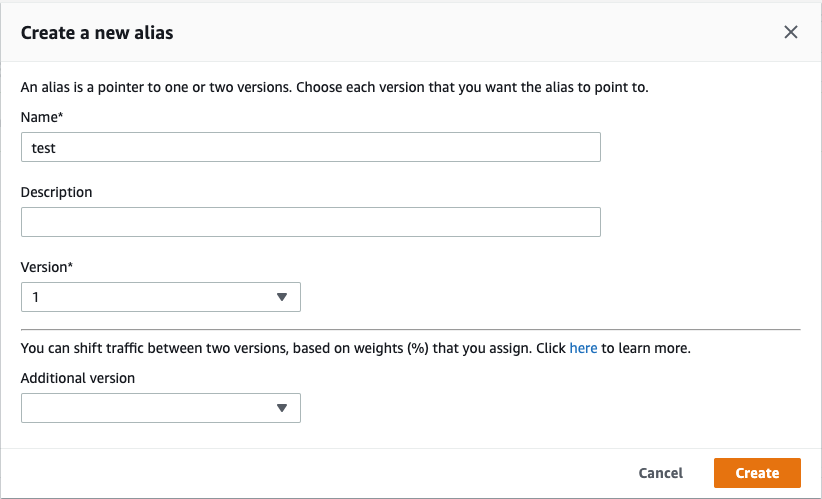 Create a new alias
An alias is a pointer to one or two versions. Choose each version that you want the alias to point to.
Name*
test
Description
Version*
1
You can shift traffic between two versions, based on weights (%) that you assign. Click here to learn more.
Additional version
Cancel
Create